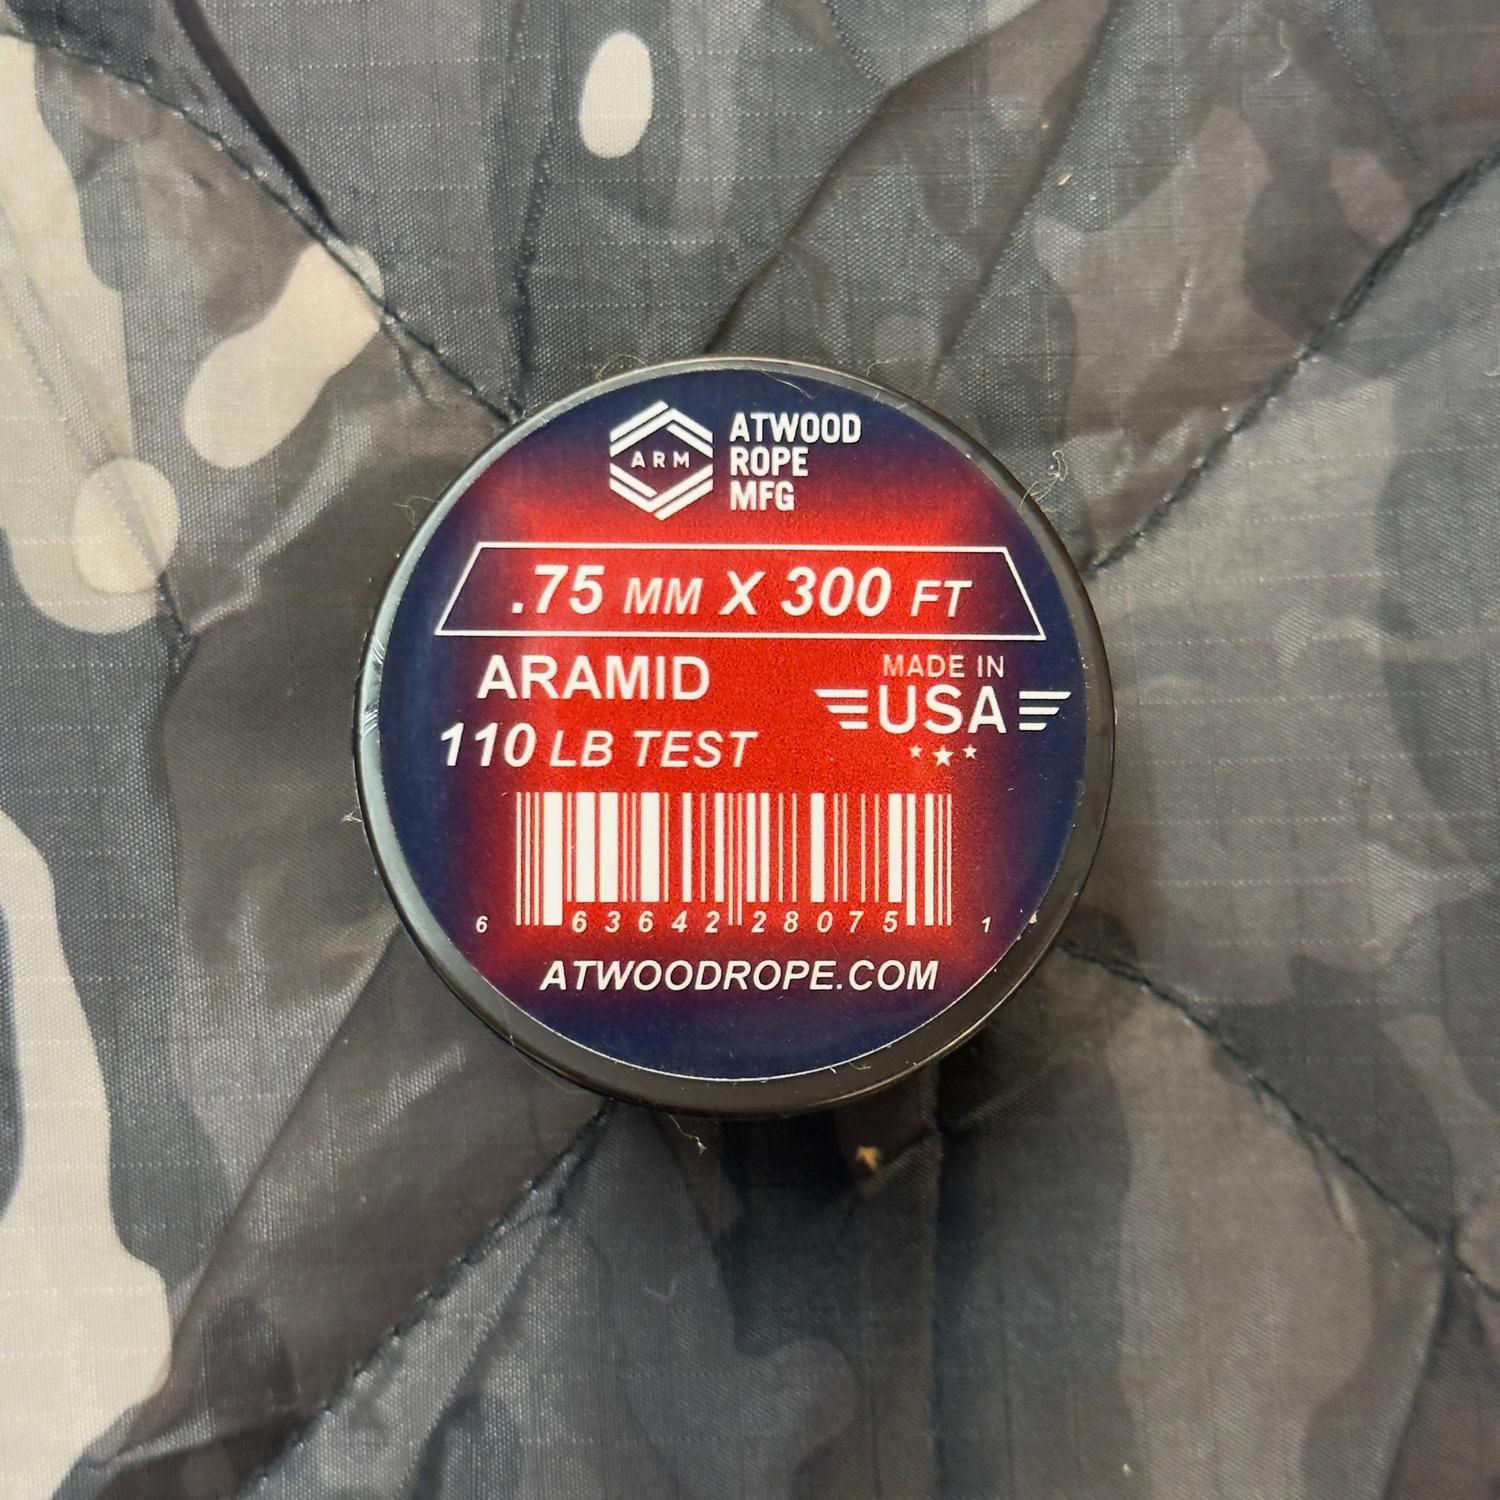 ARM
ATWOOD
ROPE
MFG
.75 MM X 300 FT
ARAMID
110 LB TEST
MADE IN
USA
6 63642 28075 1
ATWOODROPE.COM